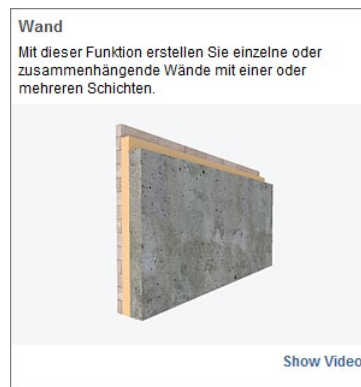 Wand
Mit dieser Funktion erstellen Sie einzelne oder
zusammenhängende Wände mit einer oder
mehreren Schichten.
Show Video